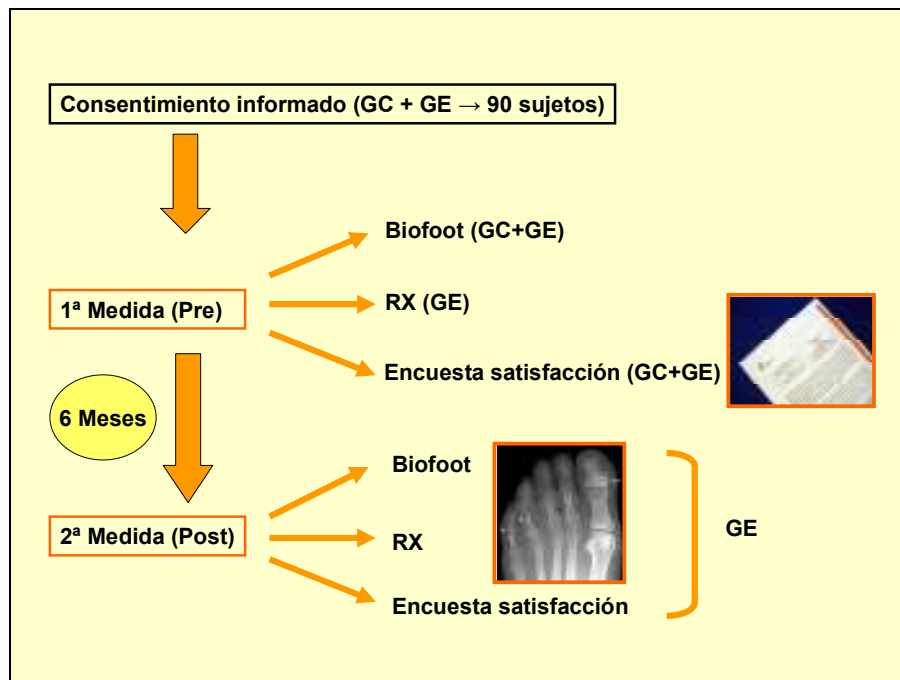 Consentimiento informado (GC + GE → 90 sujetos)
Biofoot (GC+GE)
1ª Medida (Pre)
RX (GE)
Encuesta satisfacción (GC+GE)
6 Meses
Biofoot
2ª Medida (Post)
RX
GE
Encuesta satisfacción